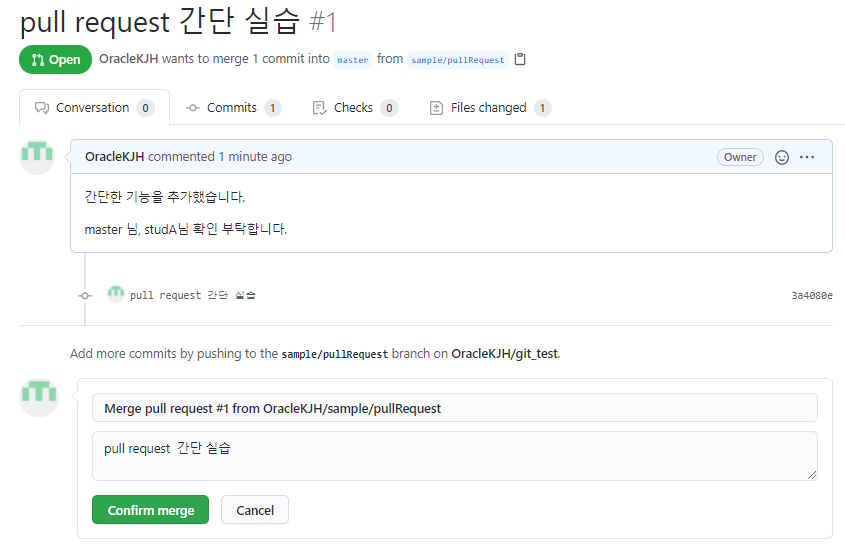 pull request 간단 실습 #1
Open OracleKJH wants to merge 1 commit into master from sample/pullRequest
Conversation 0 Commits 1 Checks 0 Files changed 1
OracleKJH commented 1 minute ago Owner
간단한 기능을 추가했습니다.
master 님, studA님 확인 부탁합니다.
pull request 간단 실습 3a4080e
Add more commits by pushing to the sample/pullRequest branch on OracleKJH/git_test.
Merge pull request #1 from OracleKJH/sample/pullRequest
pull request 간단 실습
Confirm merge Cancel